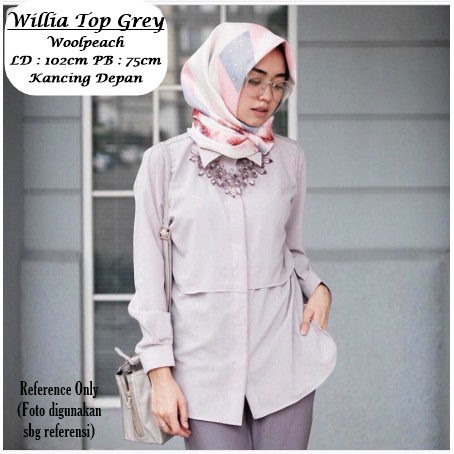 Willia Top Grey
Woolpeach
LD : 102cm PB : 75cm
Kancing Depan
Reference Only
(Foto digunakan
sbg referensi)